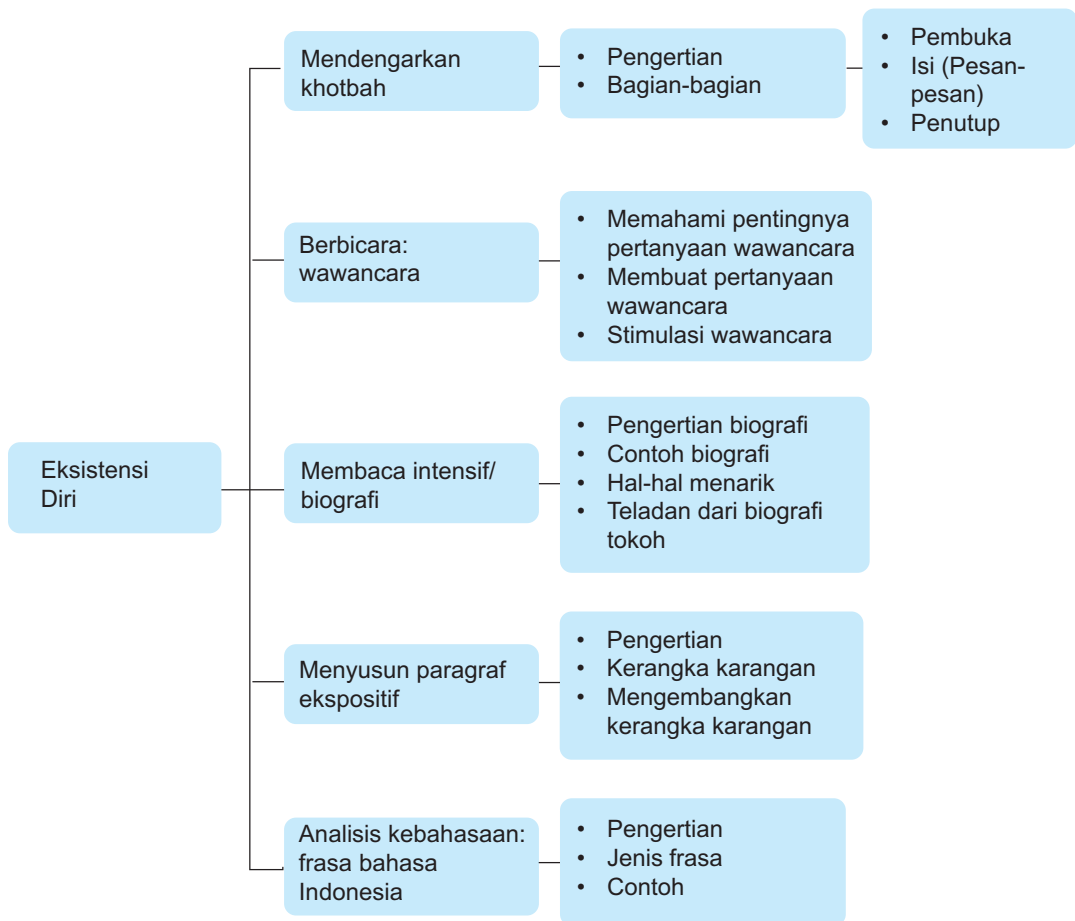 Eksistensi
Diri
Mendengarkan
khotbah
• Pengertian
• Bagian-bagian
• Pembuka
• Isi (Pesan-
pesan)
• Penutup
Berbicara:
wawancara
• Memahami pentingnya
pertanyaan wawancara
• Membuat pertanyaan
wawancara
• Stimulasi wawancara
Membaca intensif/
biografi
• Pengertian biografi
• Contoh biografi
• Hal-hal menarik
• Teladan dari biografi
tokoh
Menyusun paragraf
ekspositif
• Pengertian
• Kerangka karangan
• Mengembangkan
kerangka karangan
Analisis kebahasaan:
frasa bahasa
Indonesia
• Pengertian
• Jenis frasa
• Contoh